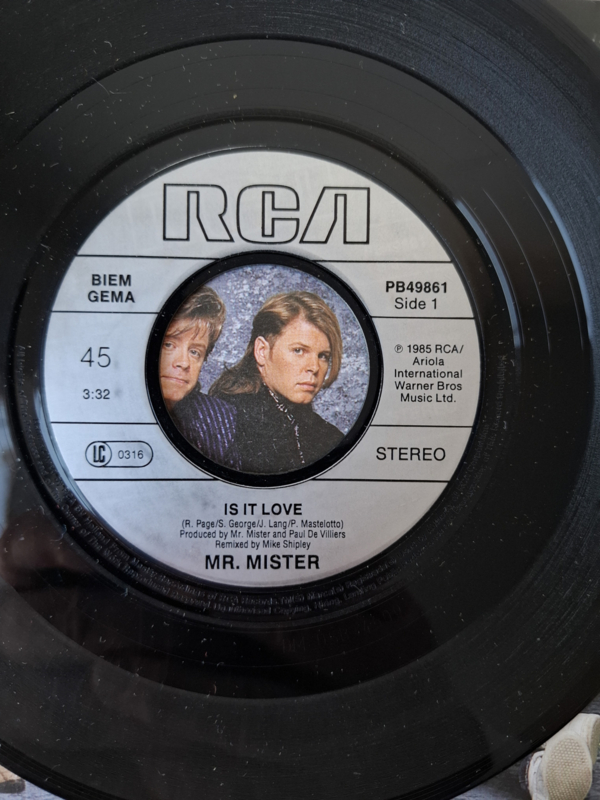 RCA
BIEM
GEMA
PB49861
Side 1
45
3:32
℗ 1985 RCA/
Ariola
International
Warner Bros
Music Ltd.
LC 0316
STEREO
IS IT LOVE
(R. Page/S. George/J. Lang/P. Mastelotto)
Produced by Mr. Mister and Paul De Villiers
Remixed by Mike Shipley
MR. MISTER